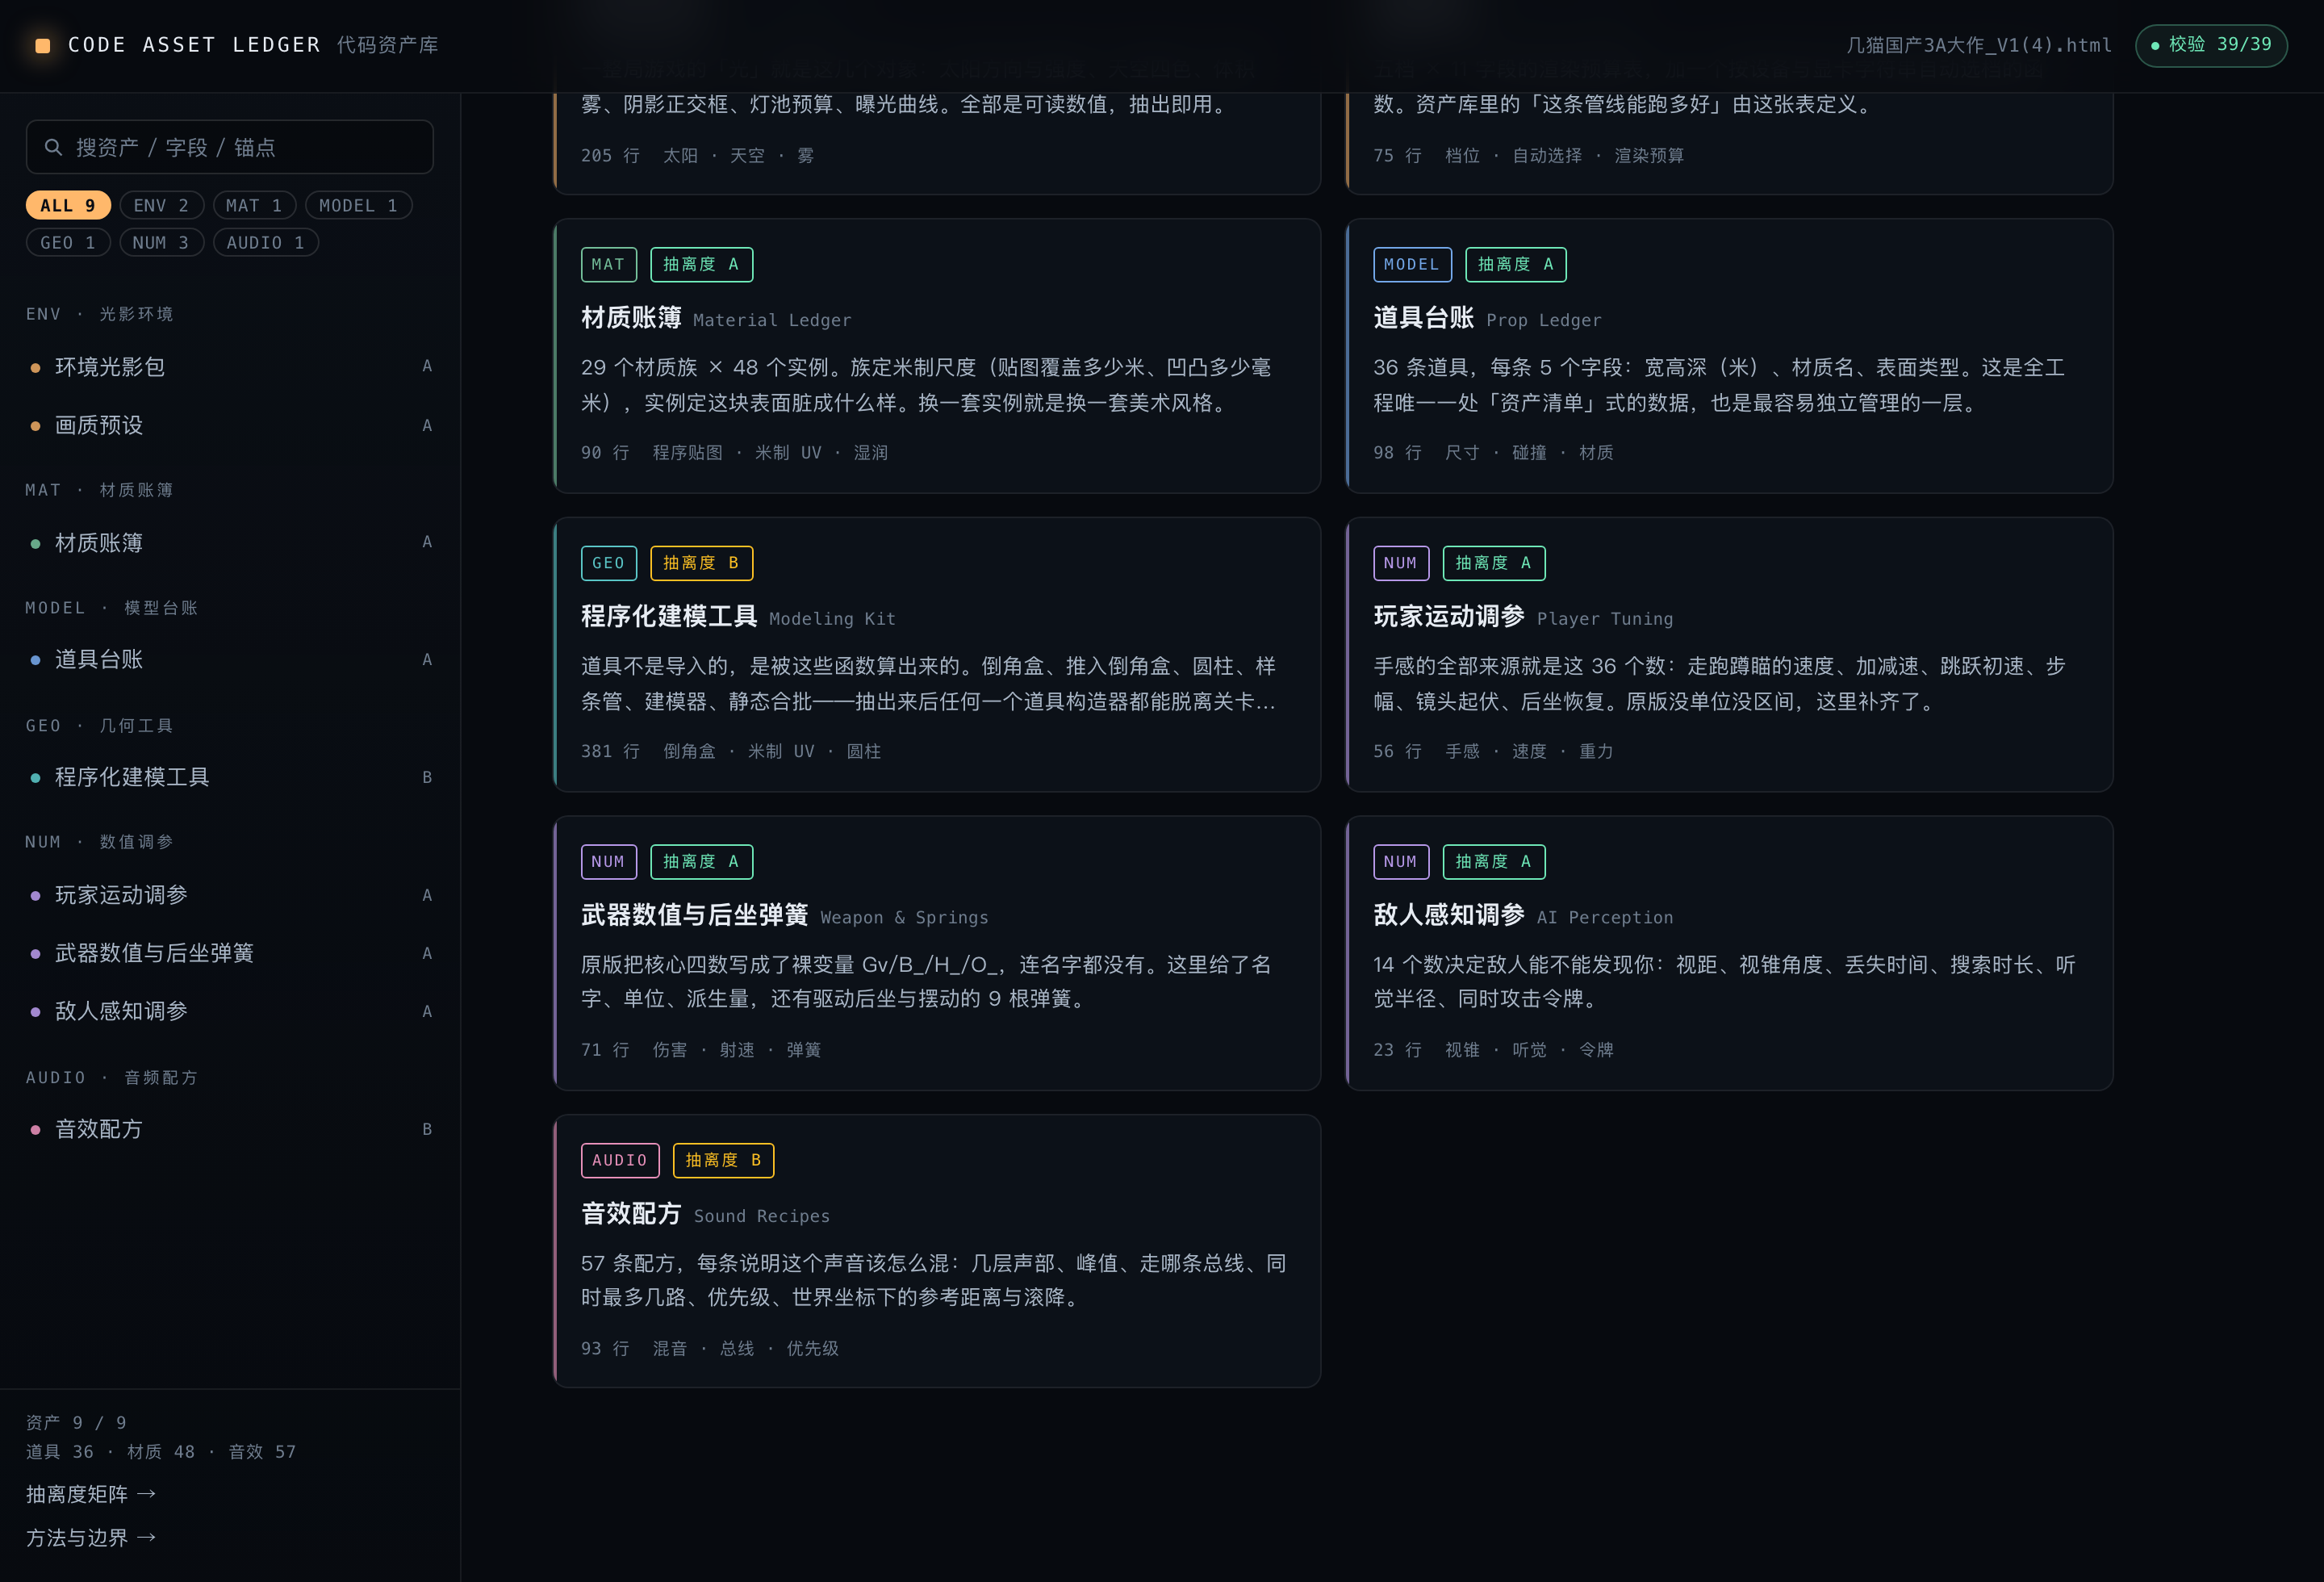 CODE ASSET LEDGER 代码资产库
几猫国产3A大作_V1(4).html
校验 39/39
搜资产 / 字段 / 锚点
ALL 9
ENV 2
MAT 1
MODEL 1
GEO 1
NUM 3
AUDIO 1
ENV · 光影环境
环境光影包 A
画质预设 A
MAT · 材质账簿
材质账簿 A
MODEL · 模型台账
道具台账 A
GEO · 几何工具
程序化建模工具 B
NUM · 数值调参
玩家运动调参 A
武器数值与后坐弹簧 A
敌人感知调参 A
AUDIO · 音频配方
音效配方 B
资产 9 / 9
道具 36 · 材质 48 · 音效 57
抽离度矩阵 →
方法与边界 →
雾、阴影正交框、灯池预算、曝光曲线。全部是可读数值，抽出即用。
205 行 太阳 · 天空 · 雾
数。资产库里的「这条管线能跑多好」由这张表定义。
75 行 档位 · 自动选择 · 渲染预算
MAT 抽离度 A
材质账簿 Material Ledger
29 个材质族 × 48 个实例。族定米制尺度（贴图覆盖多少米、凹凸多少毫
米），实例定这块表面脏成什么样。换一套实例就是换一套美术风格。
90 行 程序贴图 · 米制 UV · 湿润
MODEL 抽离度 A
道具台账 Prop Ledger
36 条道具，每条 5 个字段：宽高深（米）、材质名、表面类型。这是全工
程唯一一处「资产清单」式的数据，也是最容易独立管理的一层。
98 行 尺寸 · 碰撞 · 材质
GEO 抽离度 B
程序化建模工具 Modeling Kit
道具不是导入的，是被这些函数算出来的。倒角盒、推入倒角盒、圆柱、样
条管、建模器、静态合批——抽出来后任何一个道具构造器都能脱离关卡…
381 行 倒角盒 · 米制 UV · 圆柱
NUM 抽离度 A
玩家运动调参 Player Tuning
手感的全部来源就是这 36 个数：走跑蹲瞄的速度、加减速、跳跃初速、步
幅、镜头起伏、后坐恢复。原版没单位没区间，这里补齐了。
56 行 手感 · 速度 · 重力
NUM 抽离度 A
武器数值与后坐弹簧 Weapon & Springs
原版把核心四数写成了裸变量 Gv/B_/H_/O_，连名字都没有。这里给了名
字、单位、派生量，还有驱动后坐与摆动的 9 根弹簧。
71 行 伤害 · 射速 · 弹簧
NUM 抽离度 A
敌人感知调参 AI Perception
14 个数决定敌人能不能发现你：视距、视锥角度、丢失时间、搜索时长、听
觉半径、同时攻击令牌。
23 行 视锥 · 听觉 · 令牌
AUDIO 抽离度 B
音效配方 Sound Recipes
57 条配方，每条说明这个声音该怎么混：几层声部、峰值、走哪条总线、同
时最多几路、优先级、世界坐标下的参考距离与滚降。
93 行 混音 · 总线 · 优先级